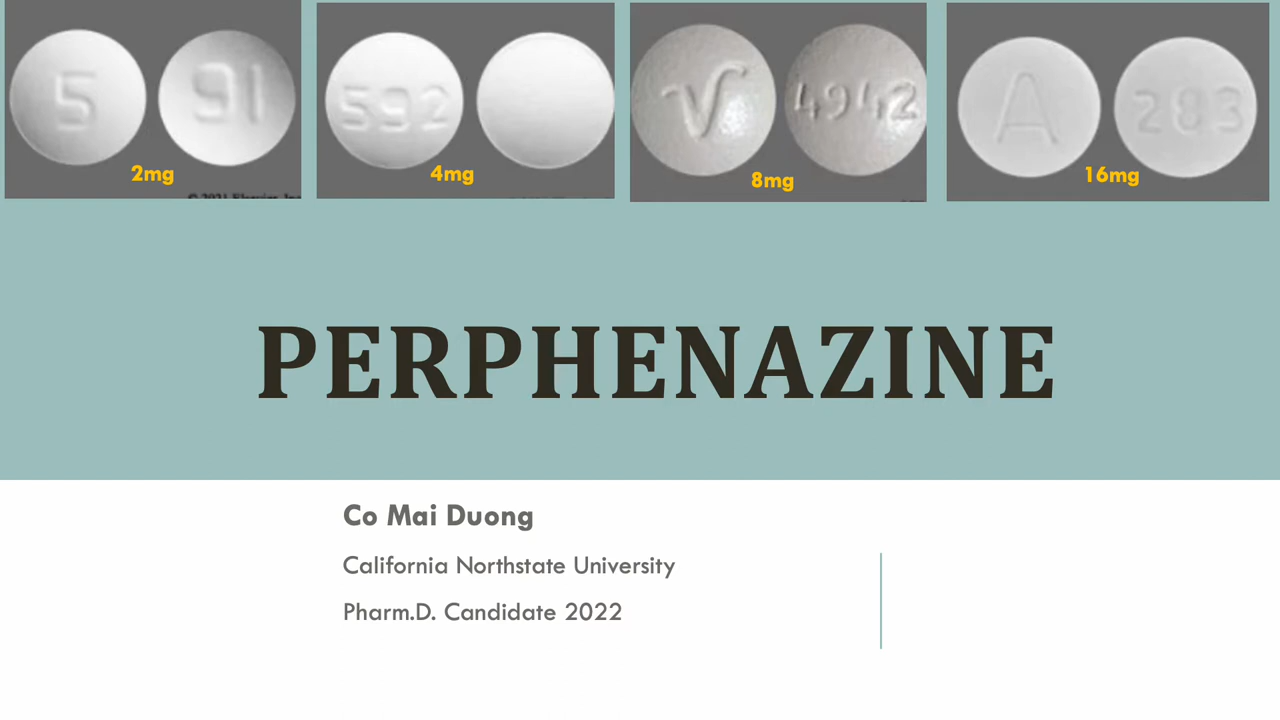 5 91
592
V 4942
A 283
2mg
4mg
8mg
16mg
PERPHENAZINE
Co Mai Duong
California Northstate University
Pharm.D. Candidate 2022